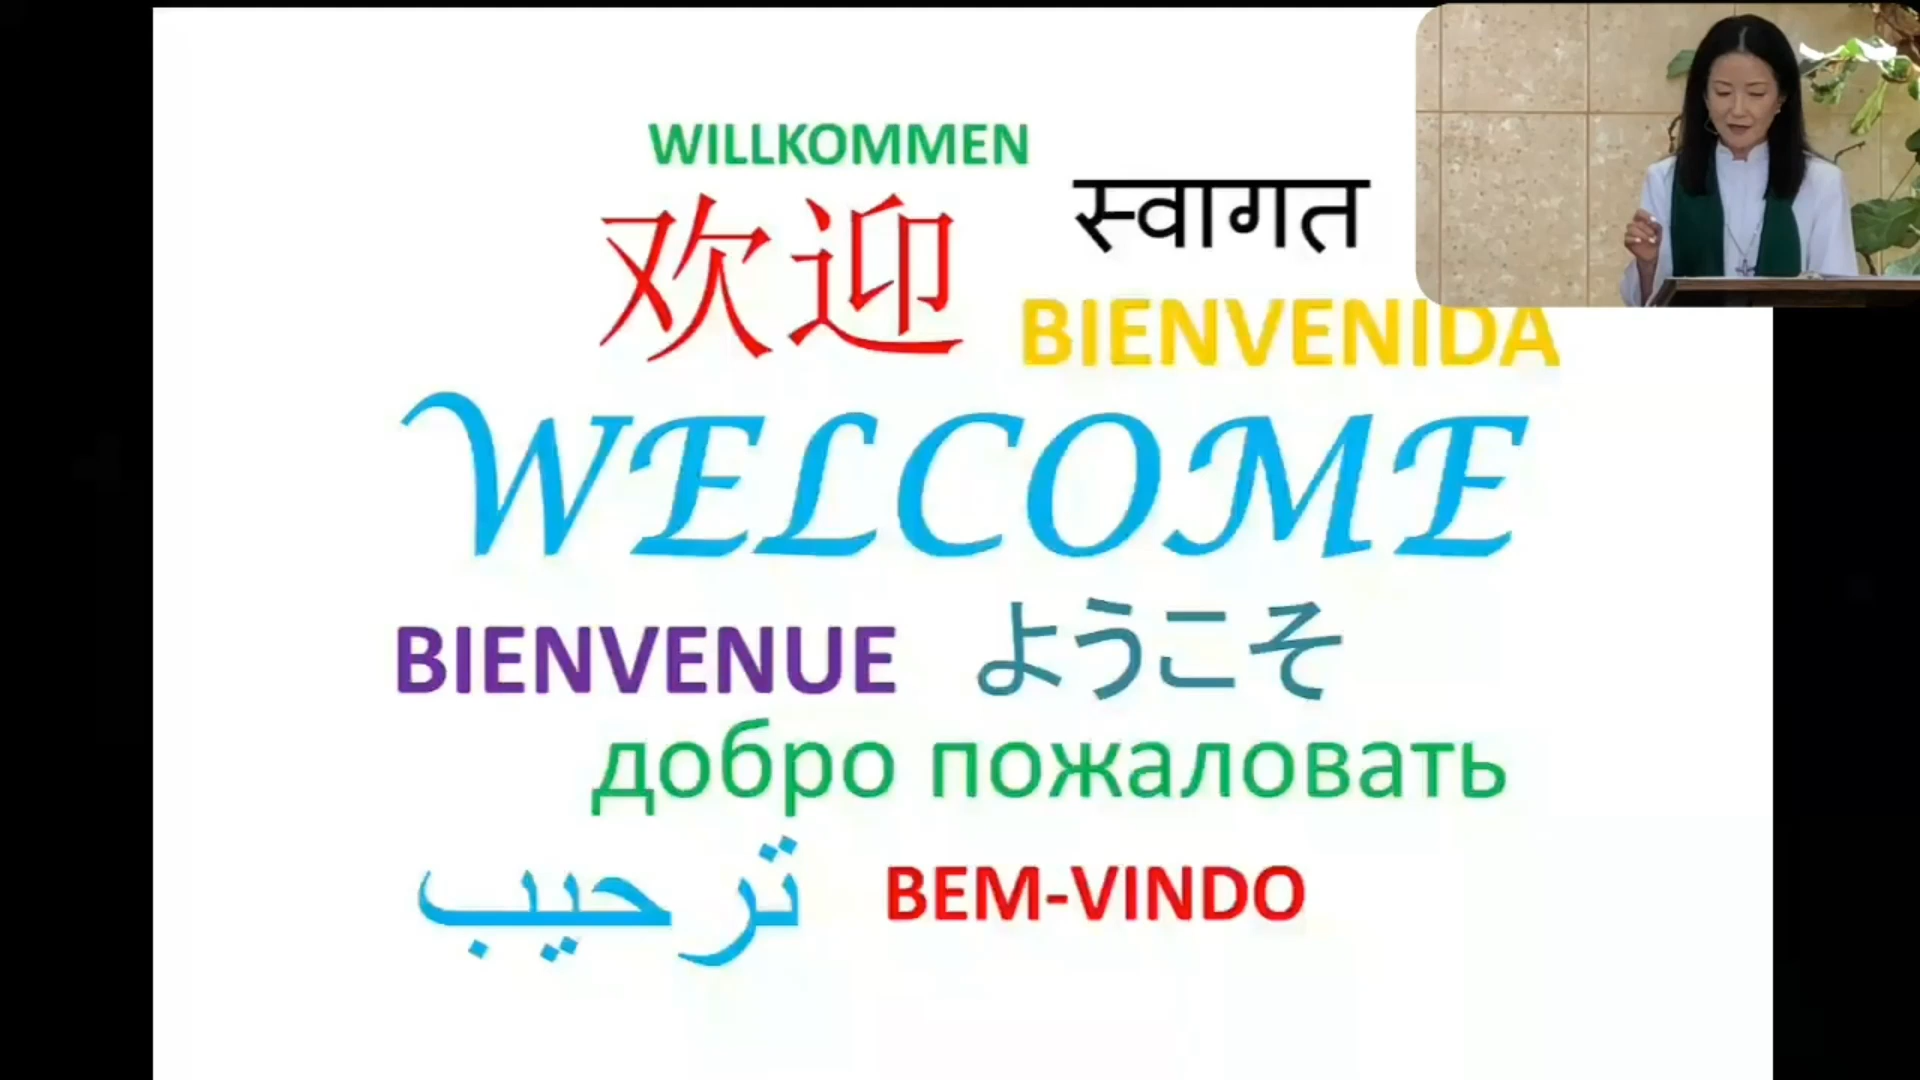 WILLKOMMEN
欢迎
स्वागत
BIENVENIDA
WELCOME
BIENVENUE
ようこそ
добро пожаловать
ترحيب
BEM-VINDO